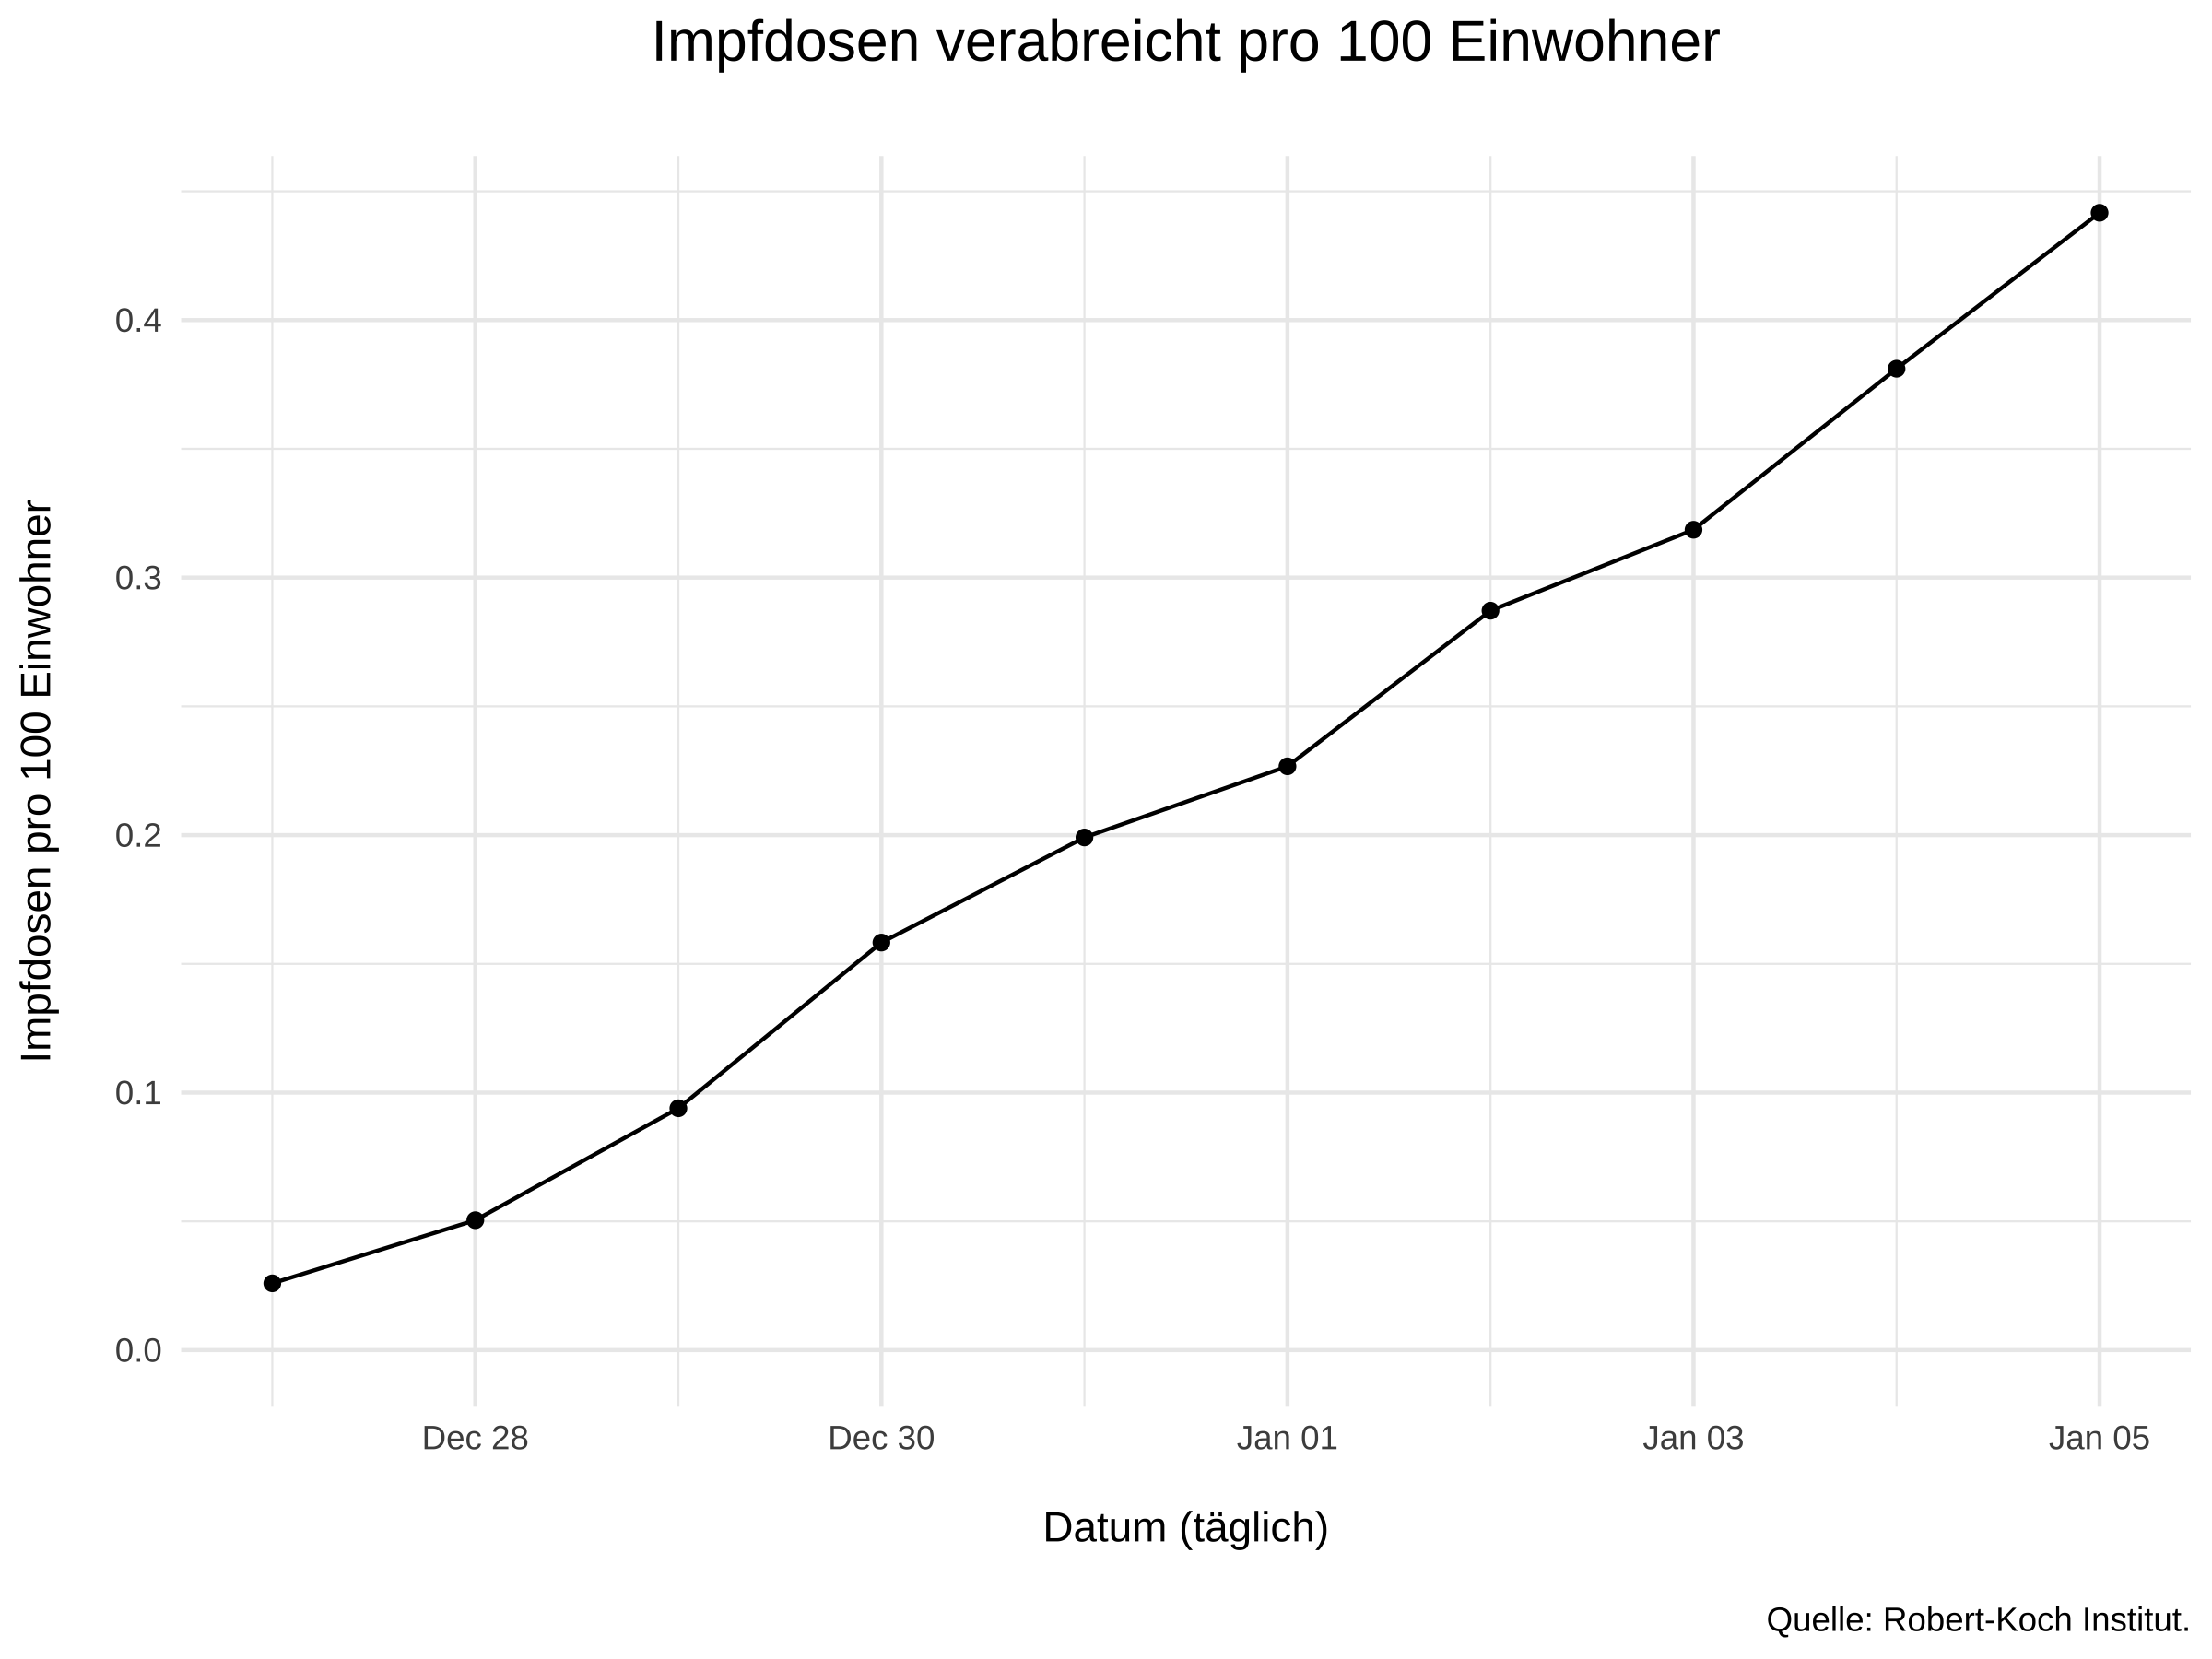 Impfdosen verabreicht pro 100 Einwohner
Impfdosen pro 100 Einwohner
0.4
0.3
0.2
0.1
0.0
Dec 28 Dec 30 Jan 01 Jan 03 Jan 05
Datum (täglich)
Quelle: Robert-Koch Institut.